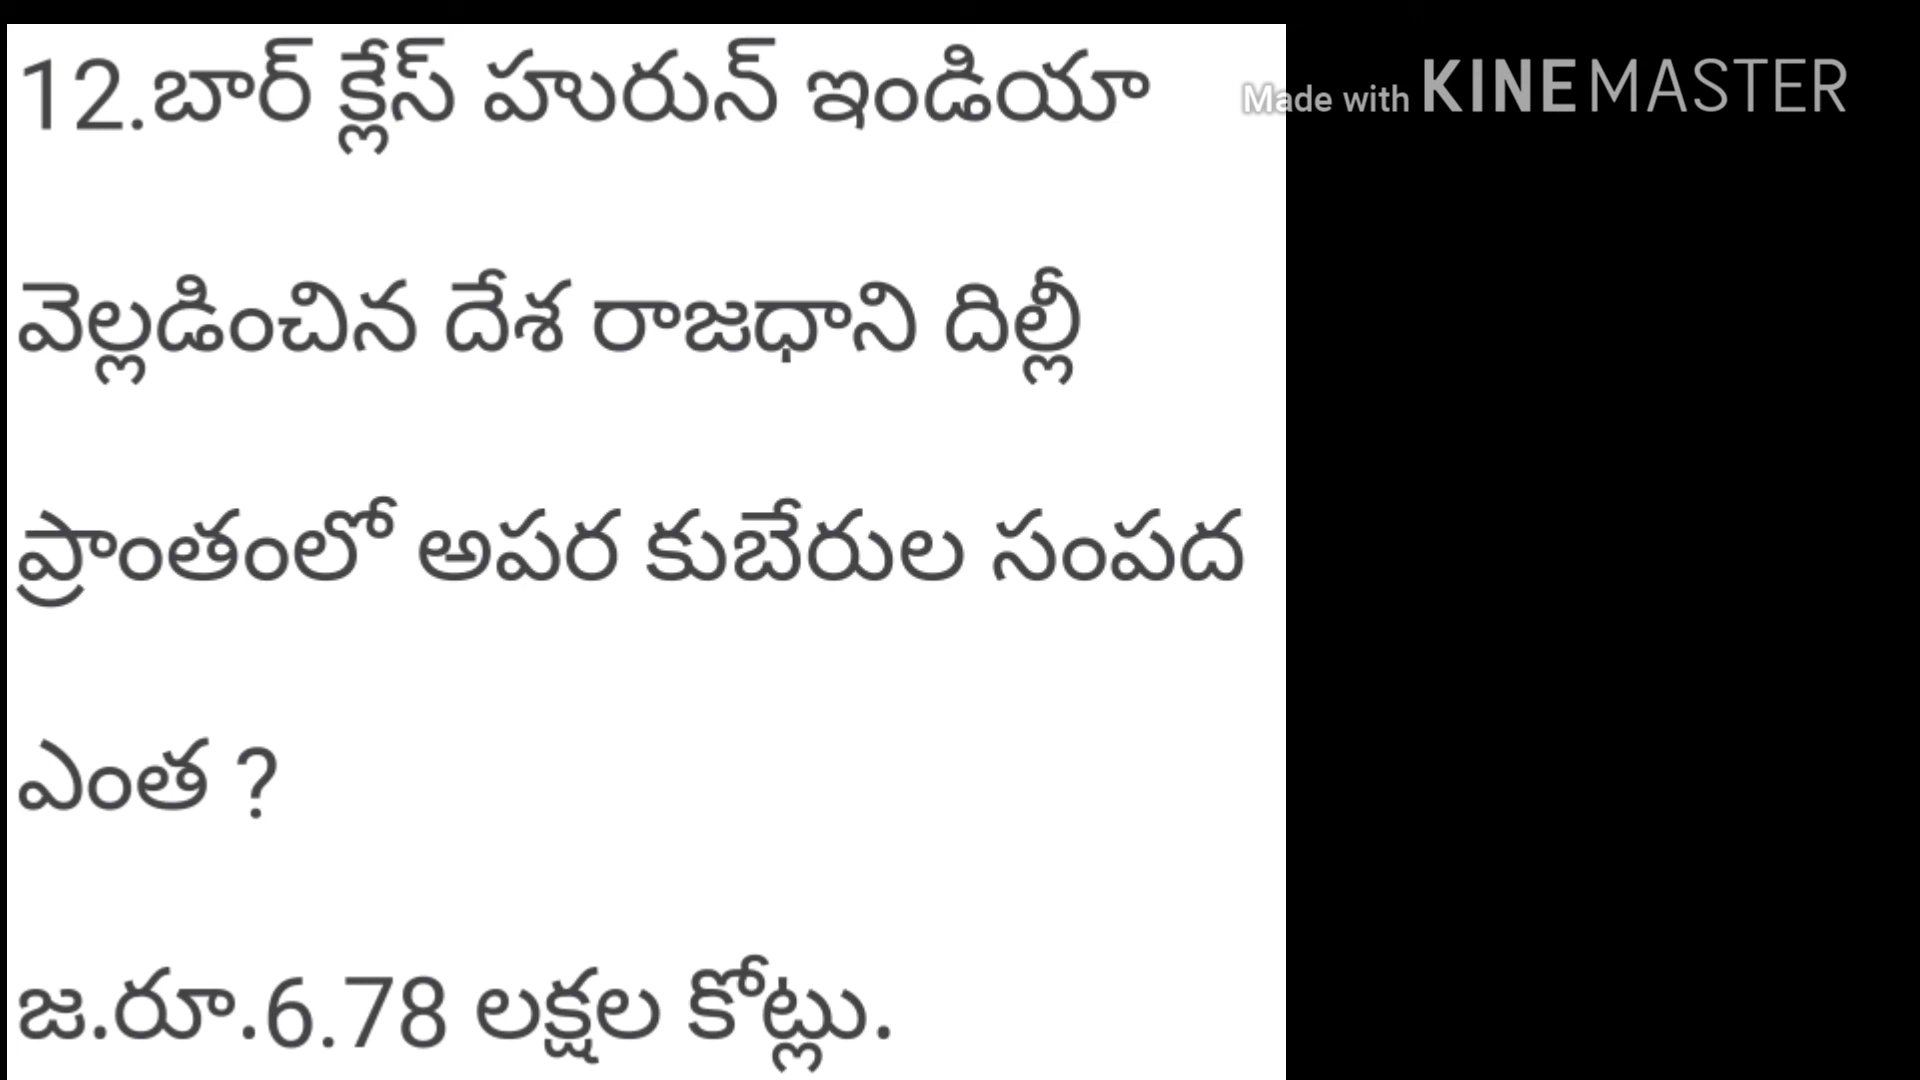 12.బార్ క్లేస్ హురున్ ఇండియా
Made with KINEMASTER
వెల్లడించిన దేశ రాజధాని దిల్లీ
ప్రాంతంలో అపర కుబేరుల సంపద
ఎంత ?
జ.రూ.6.78 లక్షల కోట్లు.